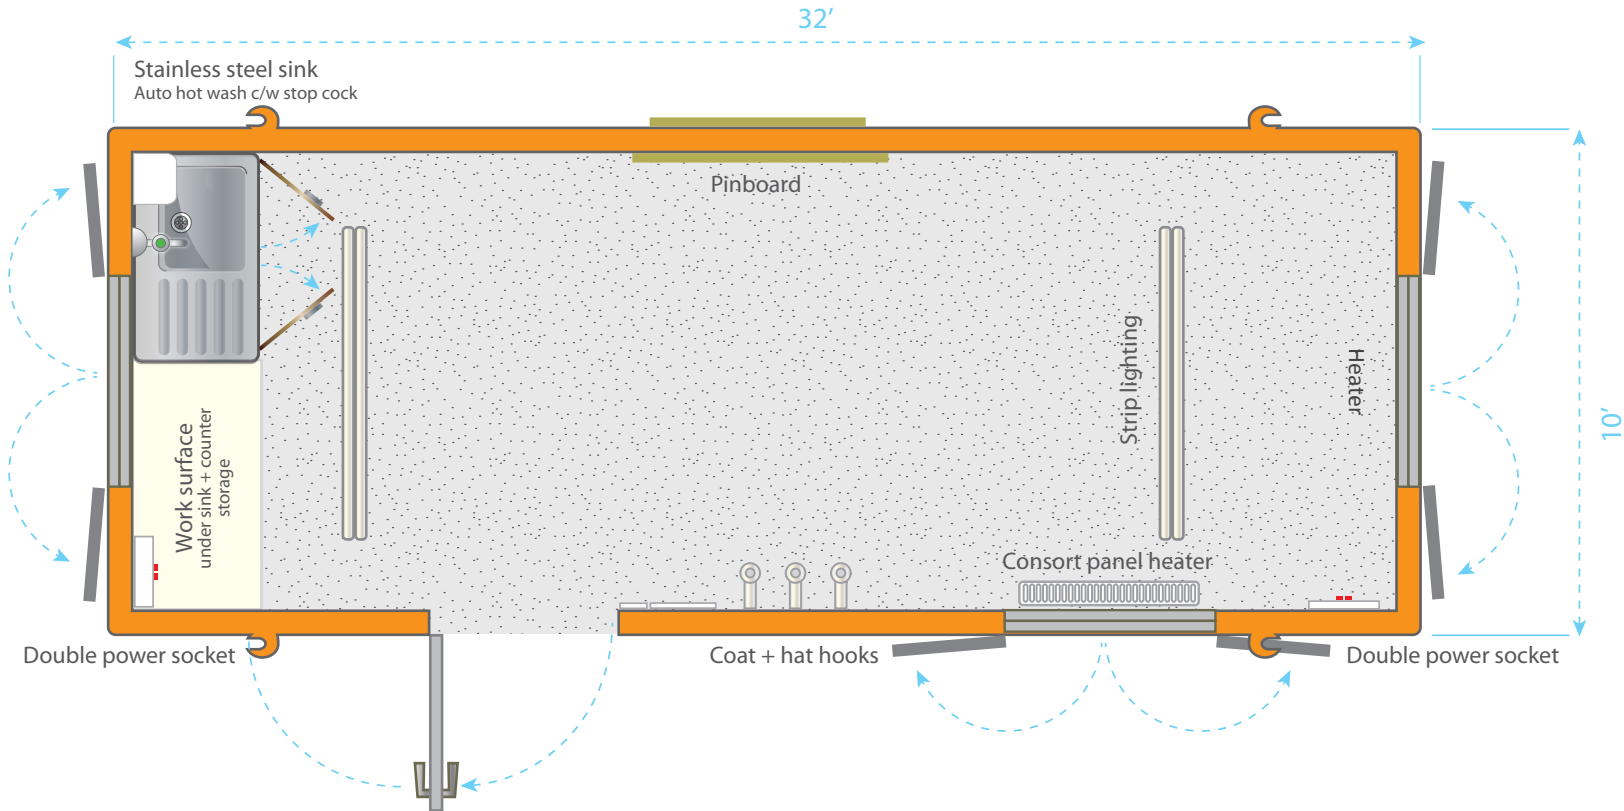 32’
Stainless steel sink
Auto hot wash c/w stop cock
Pinboard
Strip lighting
Heater
10’
Work surface
under sink + counter
storage
Consort panel heater
Double power socket
Coat + hat hooks
Double power socket